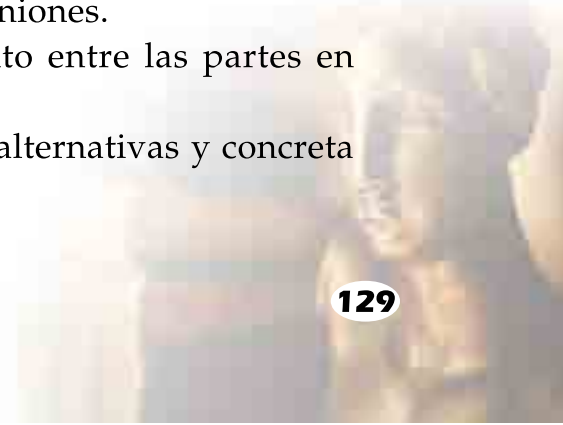 niones.
to entre las partes en
alternativas y concreta
129